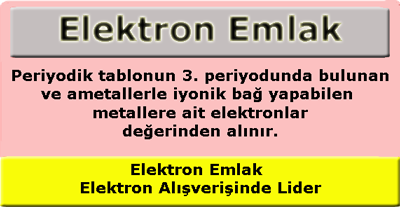 Elektron Emlak
Periyodik tablonun 3. periyodunda bulunan
ve ametallerle iyonik bağ yapabilen
metallere ait elektronlar
değerinden alınır.
Elektron Emlak
Elektron Alışverişinde Lider